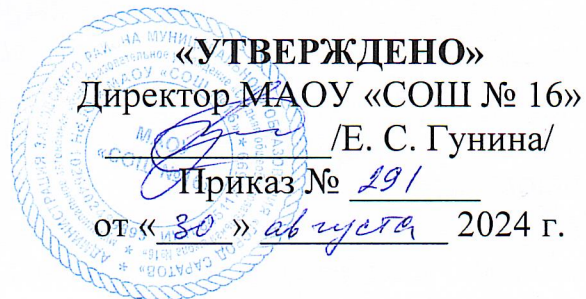 «УТВЕРЖДЕНО»
Директор МАОУ «СОШ № 16»
/Е. С. Гунина/
Приказ № 291
от «30» августа 2024 г.